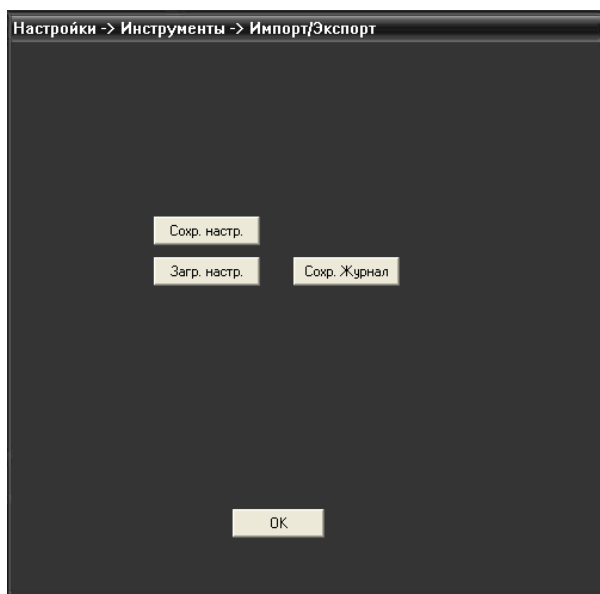 Настройки -> Инструменты -> Импорт/Экспорт
Сохр. настр.
Загр. настр. Сохр. Журнал
OK